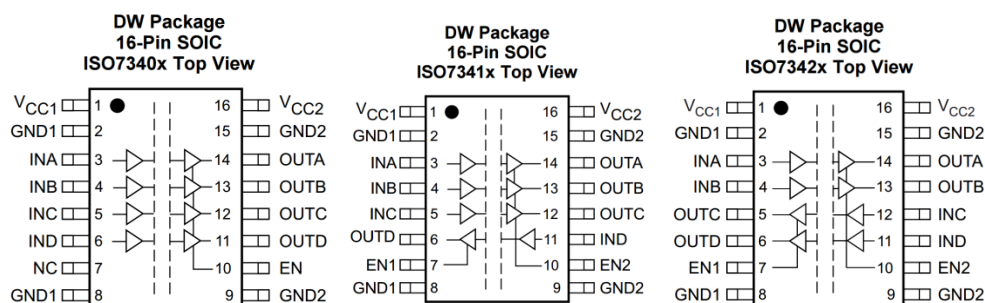 DW Package
16-Pin SOIC
ISO7340x Top View
VCC1 1 16 VCC2
GND1 2 15 GND2
INA 3 14 OUTA
INB 4 13 OUTB
INC 5 12 OUTC
IND 6 11 OUTD
NC 7 10 EN
GND1 8 9 GND2
DW Package
16-Pin SOIC
ISO7341x Top View
VCC1 1 16 VCC2
GND1 2 15 GND2
INA 3 14 OUTA
INB 4 13 OUTB
INC 5 12 OUTC
OUTD 6 11 IND
EN1 7 10 EN2
GND1 8 9 GND2
DW Package
16-Pin SOIC
ISO7342x Top View
VCC1 1 16 VCC2
GND1 2 15 GND2
INA 3 14 OUTA
INB 4 13 OUTB
OUTC 5 12 INC
OUTD 6 11 IND
EN1 7 10 EN2
GND1 8 9 GND2